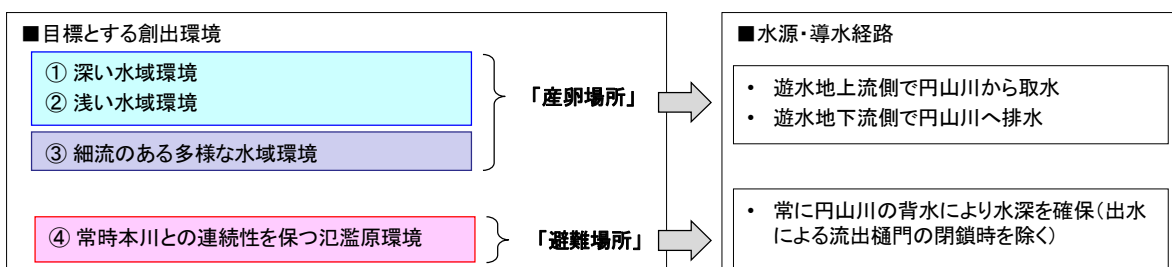 ■目標とする創出環境
① 深い水域環境
② 浅い水域環境
③ 細流のある多様な水域環境
「産卵場所」
④ 常時本川との連続性を保つ氾濫原環境
「避難場所」
■水源・導水経路
• 遊水地上流側で円山川から取水
• 遊水地下流側で円山川へ排水
• 常に円山川の背水により水深を確保(出水
による流出樋門の閉鎖時を除く)